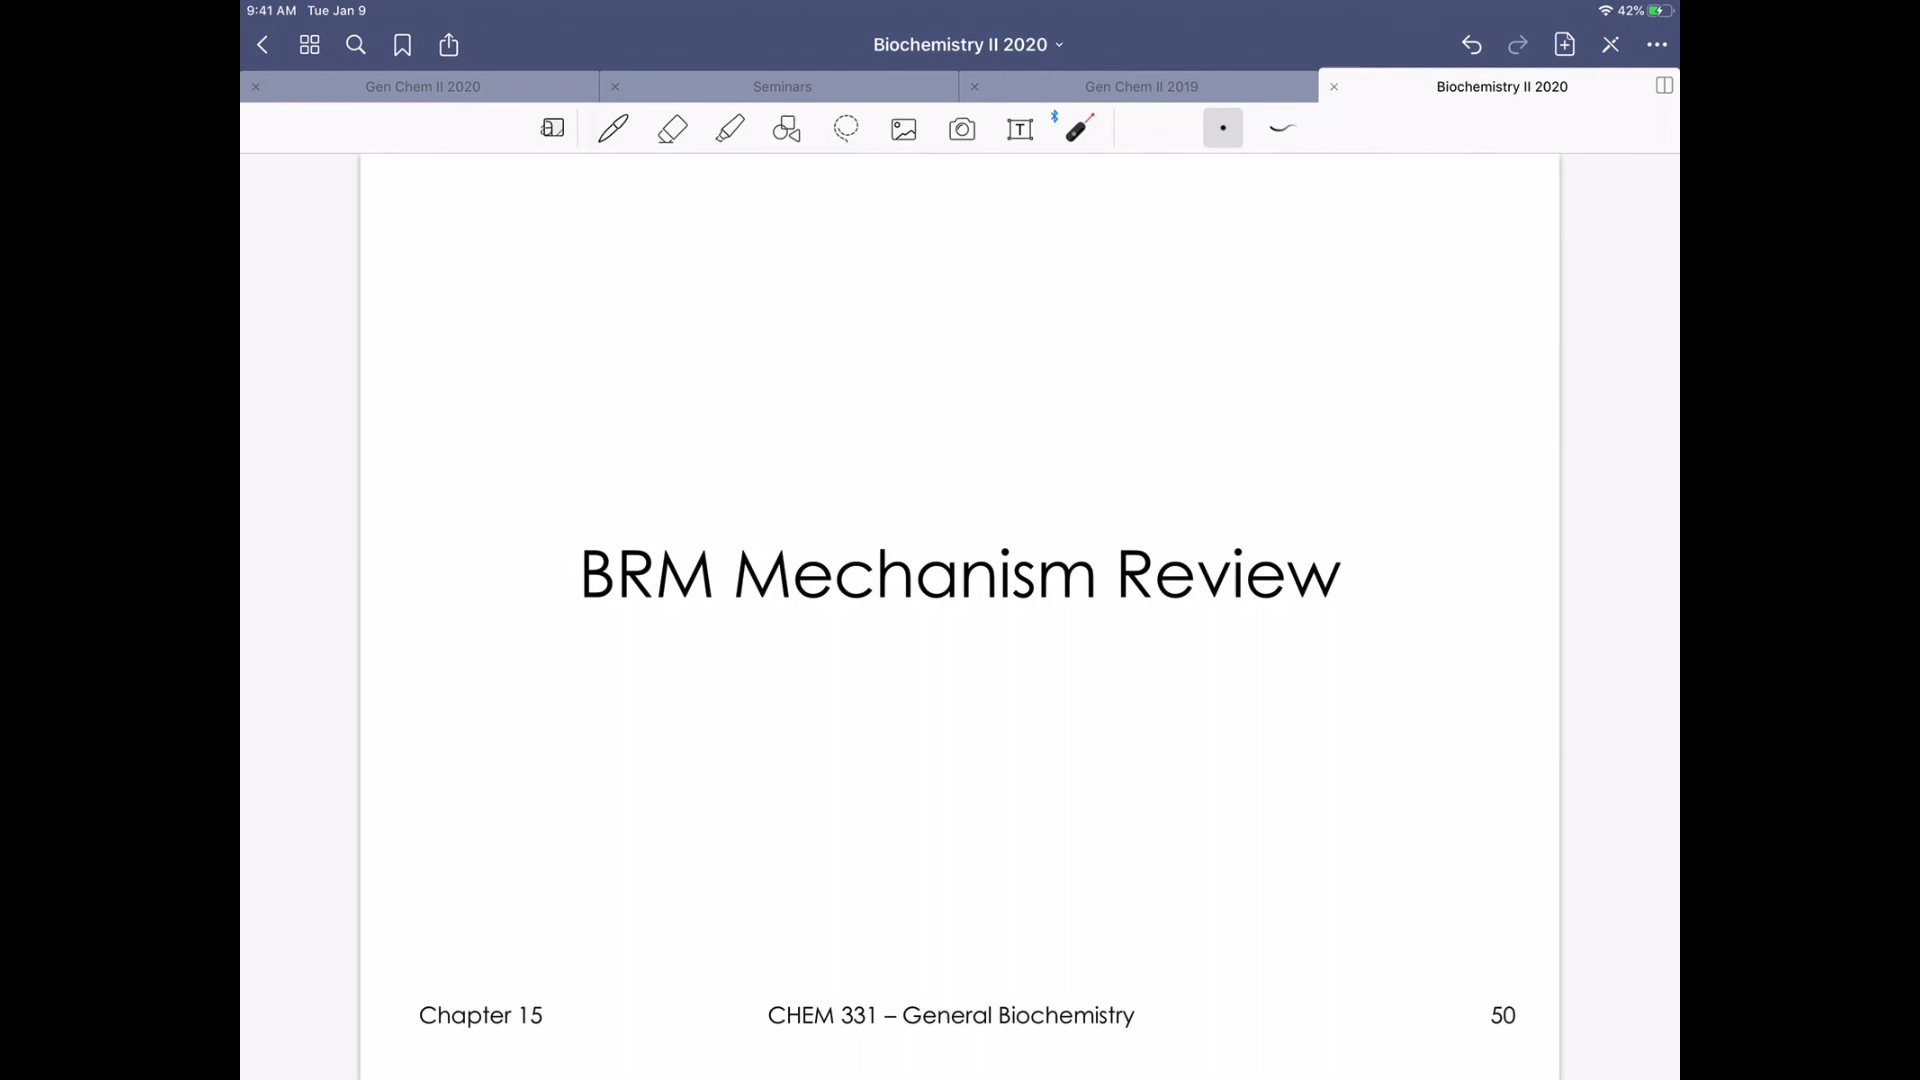 9:41 AM Tue Jan 9
42%
Biochemistry II 2020
Gen Chem II 2020
Seminars
Gen Chem II 2019
Biochemistry II 2020
T
BRM Mechanism Review
Chapter 15
CHEM 331 – General Biochemistry
50